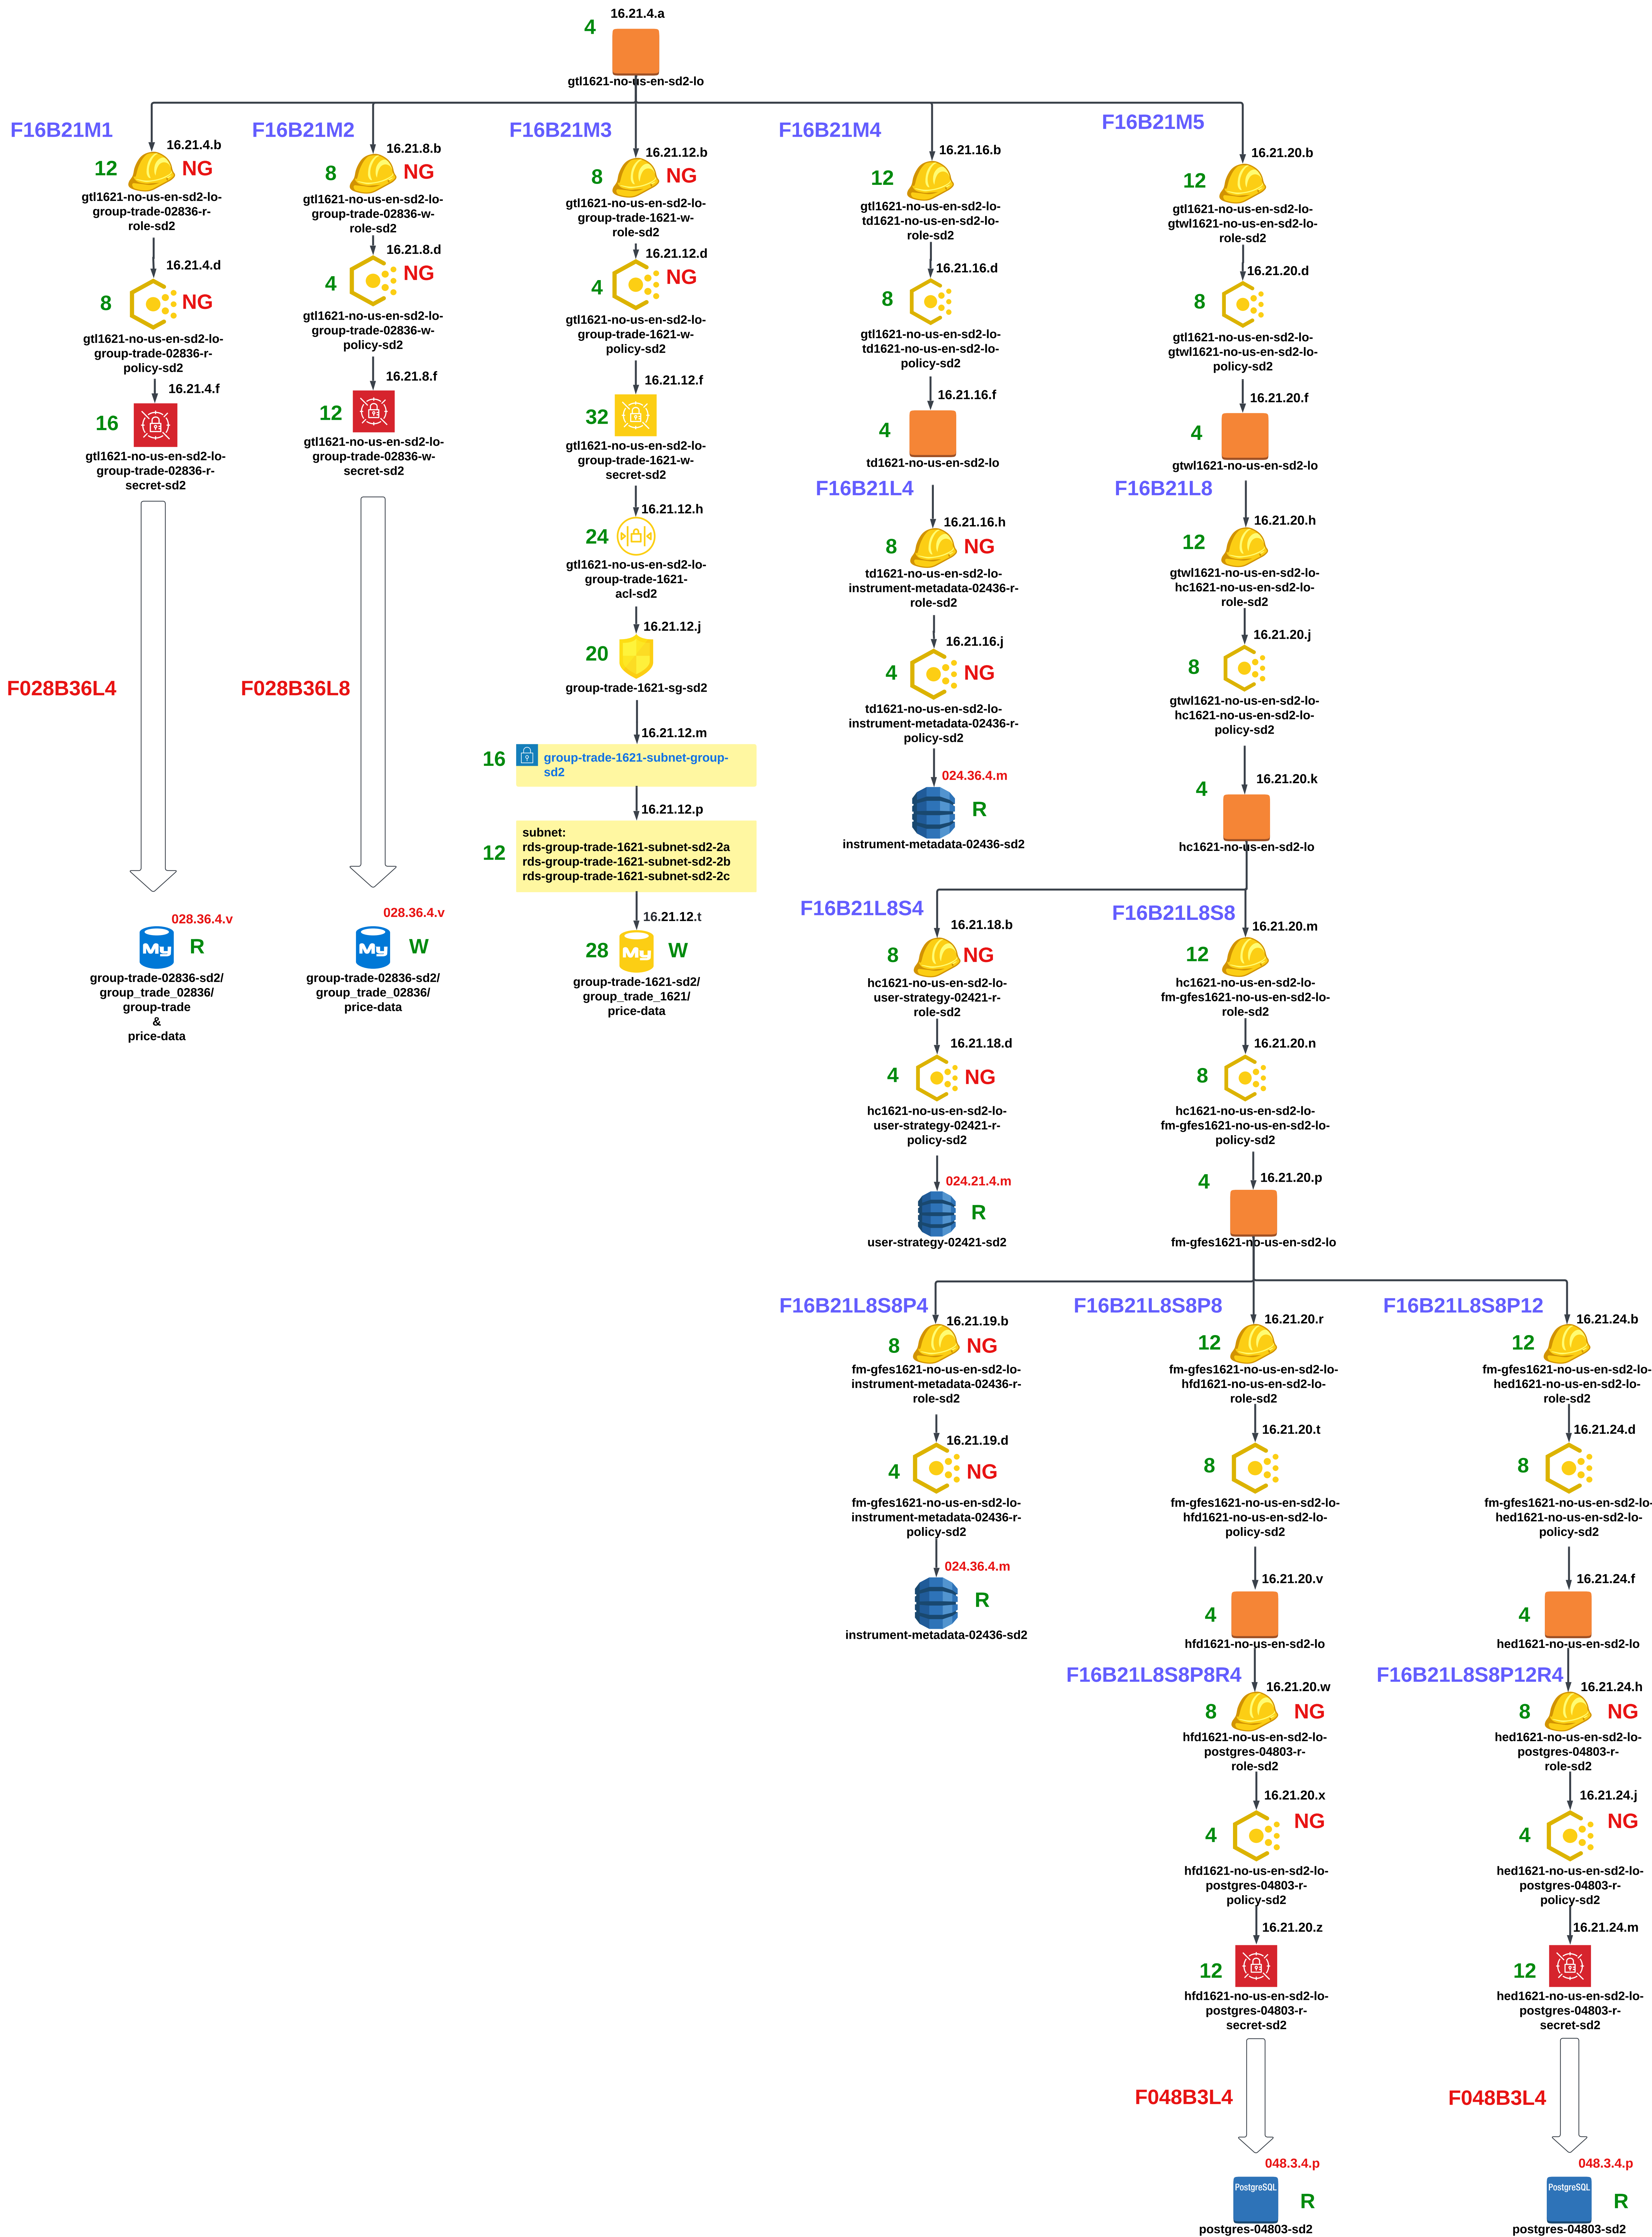 16.21.4.a
4
gtl1621-no-us-en-sd2-lo
F16B21M1
16.21.4.b
12
NG
gtl1621-no-us-en-sd2-lo-
group-trade-02836-r-
role-sd2
16.21.4.d
8
NG
gtl1621-no-us-en-sd2-lo-
group-trade-02836-r-
policy-sd2
16.21.4.f
16
gtl1621-no-us-en-sd2-lo-
group-trade-02836-r-
secret-sd2
F028B36L4
028.36.4.v
My
R
group-trade-02836-sd2/
group_trade_02836/
group-trade
&
price-data
F16B21M2
16.21.8.b
8
NG
gtl1621-no-us-en-sd2-lo-
group-trade-02836-w-
role-sd2
16.21.8.d
4
NG
gtl1621-no-us-en-sd2-lo-
group-trade-02836-w-
policy-sd2
16.21.8.f
12
gtl1621-no-us-en-sd2-lo-
group-trade-02836-w-
secret-sd2
F028B36L8
028.36.4.v
My
W
group-trade-02836-sd2/
group_trade_02836/
price-data
F16B21M3
16.21.12.b
8
NG
gtl1621-no-us-en-sd2-lo-
group-trade-1621-w-
role-sd2
16.21.12.d
4
NG
gtl1621-no-us-en-sd2-lo-
group-trade-1621-w-
policy-sd2
16.21.12.f
32
gtl1621-no-us-en-sd2-lo-
group-trade-1621-w-
secret-sd2
16.21.12.h
24
gtl1621-no-us-en-sd2-lo-
group-trade-1621-
acl-sd2
16.21.12.j
20
group-trade-1621-sg-sd2
16.21.12.m
16
group-trade-1621-subnet-group-
sd2
16.21.12.p
12
subnet:
rds-group-trade-1621-subnet-sd2-2a
rds-group-trade-1621-subnet-sd2-2b
rds-group-trade-1621-subnet-sd2-2c
16.21.12.t
28
My
W
group-trade-1621-sd2/
group_trade_1621/
price-data
F16B21M4
16.21.16.b
12
gtl1621-no-us-en-sd2-lo-
td1621-no-us-en-sd2-lo-
role-sd2
16.21.16.d
8
gtl1621-no-us-en-sd2-lo-
td1621-no-us-en-sd2-lo-
policy-sd2
16.21.16.f
4
td1621-no-us-en-sd2-lo
F16B21L4
16.21.16.h
8
NG
td1621-no-us-en-sd2-lo-
instrument-metadata-02436-r-
role-sd2
16.21.16.j
4
NG
td1621-no-us-en-sd2-lo-
instrument-metadata-02436-r-
policy-sd2
024.36.4.m
R
instrument-metadata-02436-sd2
F16B21M5
16.21.20.b
12
gtl1621-no-us-en-sd2-lo-
gtwl1621-no-us-en-sd2-lo-
role-sd2
16.21.20.d
8
gtl1621-no-us-en-sd2-lo-
gtwl1621-no-us-en-sd2-lo-
policy-sd2
16.21.20.f
4
gtwl1621-no-us-en-sd2-lo
F16B21L8
16.21.20.h
12
gtwl1621-no-us-en-sd2-lo-
hc1621-no-us-en-sd2-lo-
role-sd2
16.21.20.j
8
gtwl1621-no-us-en-sd2-lo-
hc1621-no-us-en-sd2-lo-
policy-sd2
16.21.20.k
4
hc1621-no-us-en-sd2-lo
F16B21L8S4
16.21.18.b
8
NG
hc1621-no-us-en-sd2-lo-
user-strategy-02421-r-
role-sd2
16.21.18.d
4
NG
hc1621-no-us-en-sd2-lo-
user-strategy-02421-r-
policy-sd2
024.21.4.m
R
user-strategy-02421-sd2
F16B21L8S8
16.21.20.m
12
hc1621-no-us-en-sd2-lo-
fm-gfes1621-no-us-en-sd2-lo-
role-sd2
16.21.20.n
8
hc1621-no-us-en-sd2-lo-
fm-gfes1621-no-us-en-sd2-lo-
policy-sd2
16.21.20.p
4
fm-gfes1621-no-us-en-sd2-lo
F16B21L8S8P4
16.21.19.b
8
NG
fm-gfes1621-no-us-en-sd2-lo-
instrument-metadata-02436-r-
role-sd2
16.21.19.d
4
NG
fm-gfes1621-no-us-en-sd2-lo-
instrument-metadata-02436-r-
policy-sd2
024.36.4.m
R
instrument-metadata-02436-sd2
F16B21L8S8P8
16.21.20.r
12
fm-gfes1621-no-us-en-sd2-lo-
hfd1621-no-us-en-sd2-lo-
role-sd2
16.21.20.t
8
fm-gfes1621-no-us-en-sd2-lo-
hfd1621-no-us-en-sd2-lo-
policy-sd2
16.21.20.v
4
hfd1621-no-us-en-sd2-lo
F16B21L8S8P8R4
16.21.20.w
8
NG
hfd1621-no-us-en-sd2-lo-
postgres-04803-r-
role-sd2
16.21.20.x
NG
4
hfd1621-no-us-en-sd2-lo-
postgres-04803-r-
policy-sd2
16.21.20.z
12
hfd1621-no-us-en-sd2-lo-
postgres-04803-r-
secret-sd2
F048B3L4
048.3.4.p
PostgreSQL
R
postgres-04803-sd2
F16B21L8S8P12
16.21.24.b
12
fm-gfes1621-no-us-en-sd2-lo-
hed1621-no-us-en-sd2-lo-
role-sd2
16.21.24.d
8
fm-gfes1621-no-us-en-sd2-lo-
hed1621-no-us-en-sd2-lo-
policy-sd2
16.21.24.f
4
hed1621-no-us-en-sd2-lo
F16B21L8S8P12R4
16.21.24.h
8
NG
hed1621-no-us-en-sd2-lo-
postgres-04803-r-
role-sd2
16.21.24.j
NG
4
hed1621-no-us-en-sd2-lo-
postgres-04803-r-
policy-sd2
16.21.24.m
12
hed1621-no-us-en-sd2-lo-
postgres-04803-r-
secret-sd2
F048B3L4
048.3.4.p
PostgreSQL
R
postgres-04803-sd2